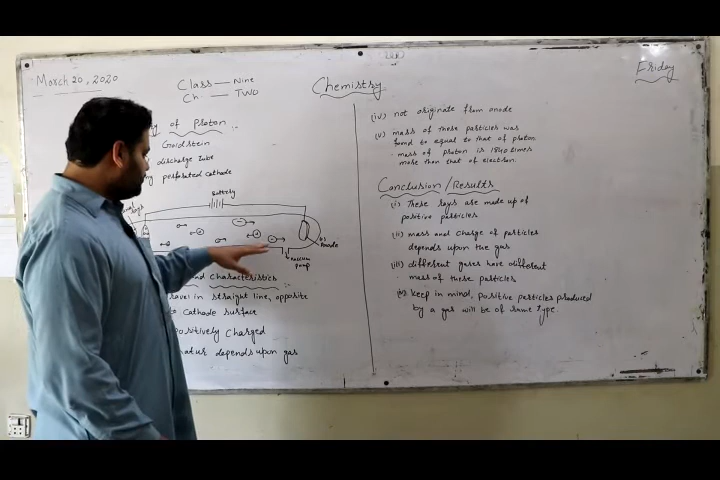 March 20, 2020
Class — Nine
Ch — TWO
Chemistry
Friday
of Proton
Goldstein
discharge tube
perforated cathode
Battery
Anode
vaccum
pump
and characteristics
travel in straight line, opposite
to cathode surface
positively charged
depends upon gas
(iv) not originate from anode
(v) mass of these particles was
found to equal to that of proton
- mass of proton is 1840 times
more than that of electron.
Conclusion/Results
(i) These rays are made up of
positive particles
(ii) mass and charge of particles
depends upon the gas
(iii) different gases have different
mass of these particles
keep in mind, positive particles produced
by a gas will be of same type.